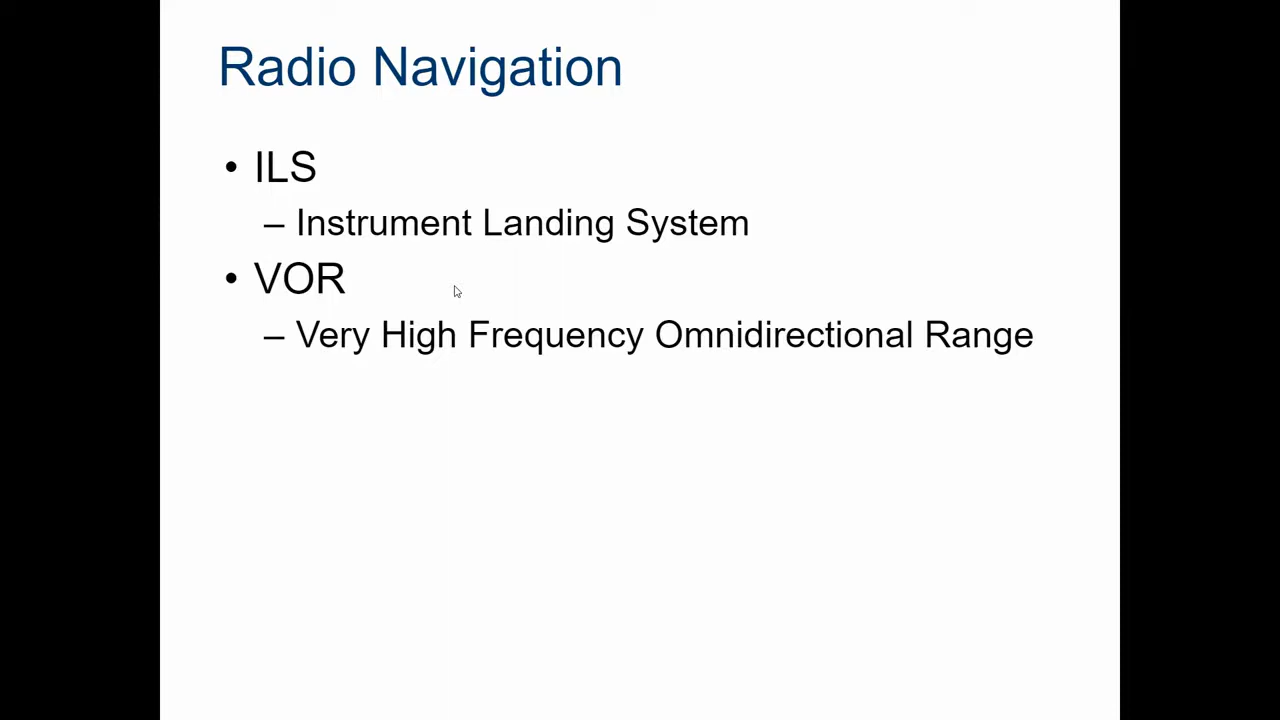 Radio Navigation
• ILS
– Instrument Landing System
• VOR
– Very High Frequency Omnidirectional Range